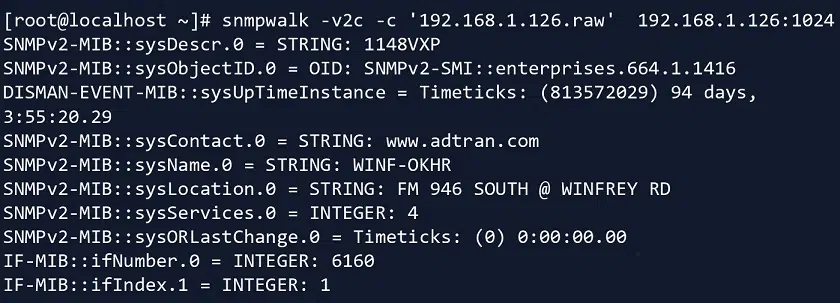 [root@localhost ~]# snmpwalk -v2c -c '192.168.1.126.raw'  192.168.1.126:1024
SNMPv2-MIB::sysDescr.0 = STRING: 1148VXP
SNMPv2-MIB::sysObjectID.0 = OID: SNMPv2-SMI::enterprises.664.1.1416
DISMAN-EVENT-MIB::sysUpTimeInstance = Timeticks: (813572029) 94 days,
3:55:20.29
SNMPv2-MIB::sysContact.0 = STRING: www.adtran.com
SNMPv2-MIB::sysName.0 = STRING: WINF-OKHR
SNMPv2-MIB::sysLocation.0 = STRING: FM 946 SOUTH @ WINFREY RD
SNMPv2-MIB::sysServices.0 = INTEGER: 4
SNMPv2-MIB::sysORLastChange.0 = Timeticks: (0) 0:00:00.00
IF-MIB::ifNumber.0 = INTEGER: 6160
IF-MIB::ifIndex.1 = INTEGER: 1